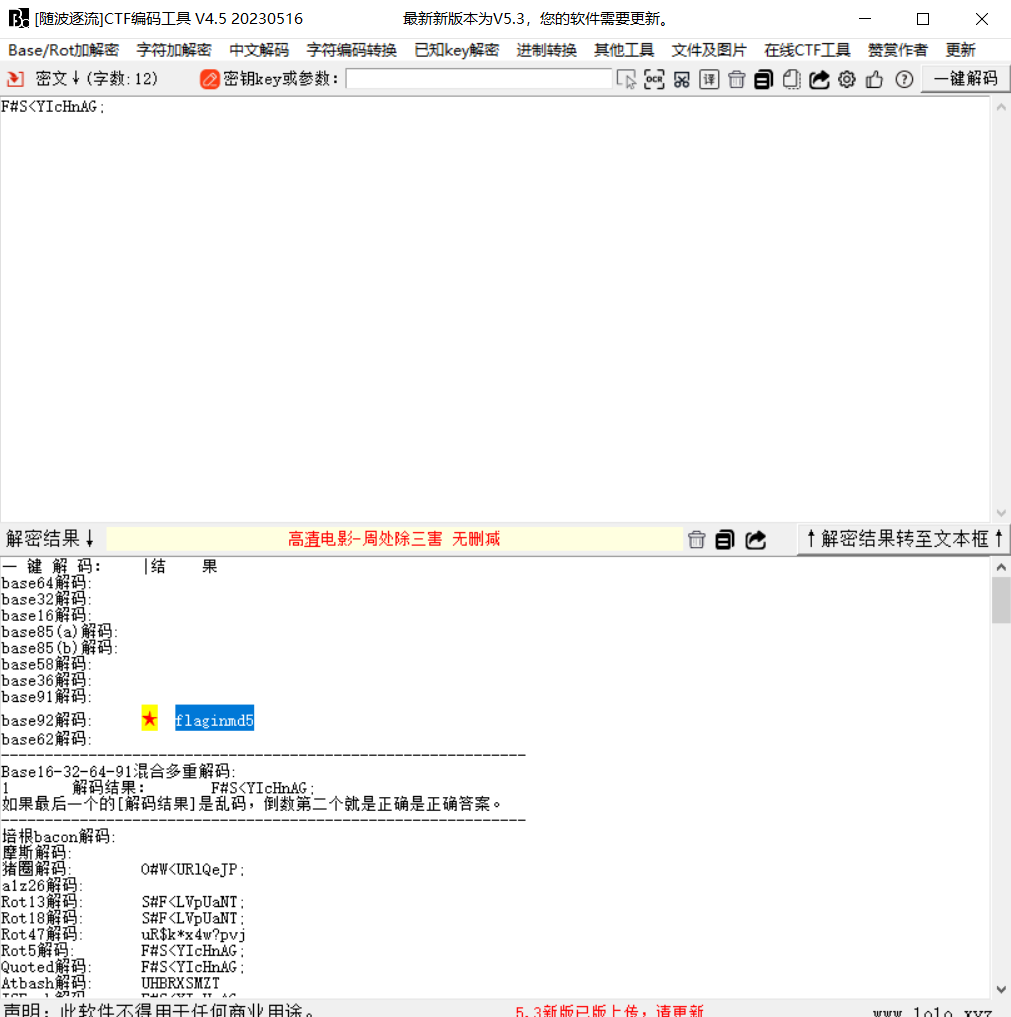 [随波逐流]CTF编码工具 V4.5 20230516 最新新版本为V5.3，您的软件需要更新。
Base/Rot加解密 字符加解密 中文解码 字符编码转换 已知key解密 进制转换 其他工具 文件及图片 在线CTF工具 赞赏作者 更新
密文↓(字数:12) 密钥key或参数: OCR 译 一键解码
F#S<YIcHnAG;
解密结果↓ 高清电影-周处除三害 无删减 ↑解密结果转至文本框↑
一 键 解 码: |结 果
base64解码:
base32解码:
base16解码:
base85(a)解码:
base85(b)解码:
base58解码:
base36解码:
base91解码:
base92解码: ★ flaginmd5
base62解码:
------------------------------------------------------------
Base16-32-64-91混合多重解码:
1 解码结果: F#S<YIcHnAG;
如果最后一个的[解码结果]是乱码，倒数第二个就是正确是正确答案。
------------------------------------------------------------
培根bacon解码:
摩斯解码:
猪圈解码: O#W<URlQeJP;
a1z26解码:
Rot13解码: S#F<LVpUaNT;
Rot18解码: S#F<LVpUaNT;
Rot47解码: uR$k*x4w?pvj
Rot5解码: F#S<YIcHnAG;
Quoted解码: F#S<YIcHnAG;
Atbash解码: UHBRXSMZT
声明：此软件不得用于任何商业用途。 5.3新版已版上传，请更新 www.1o1o.xyz